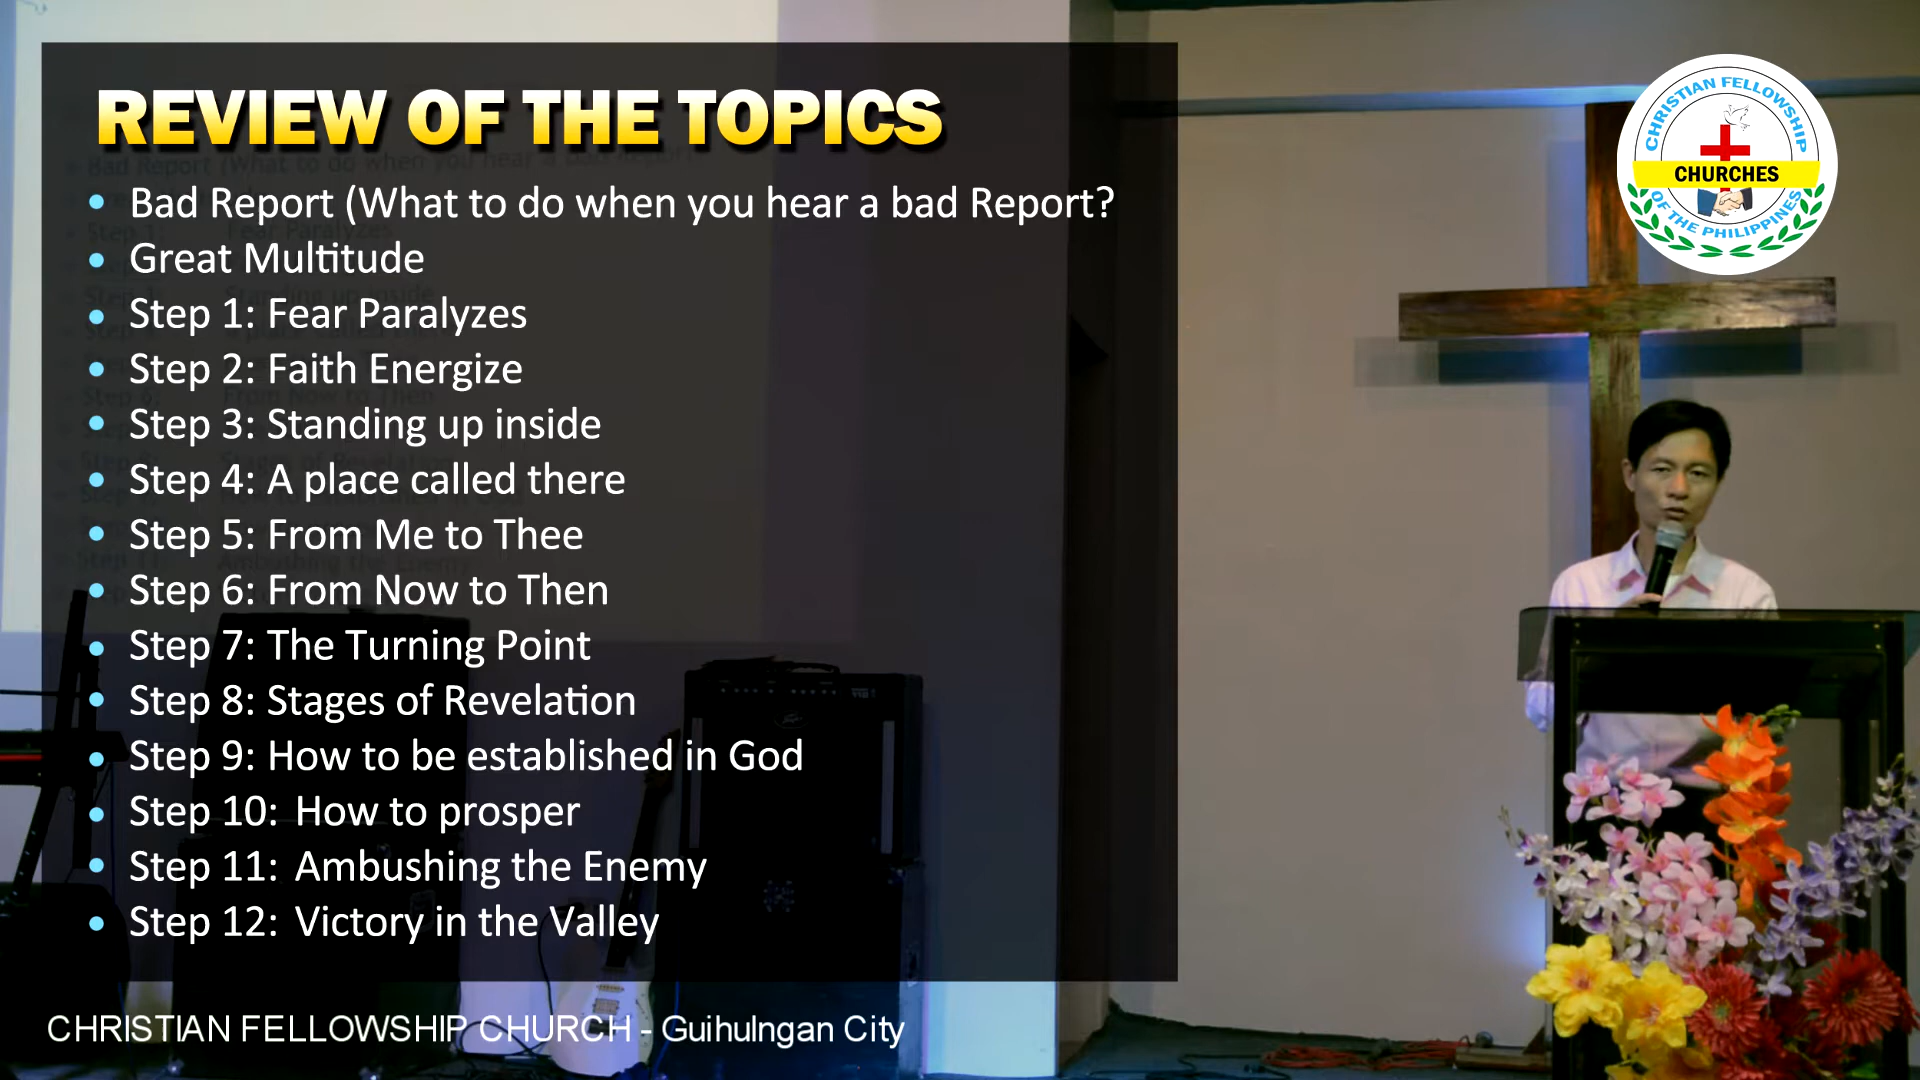 REVIEW OF THE TOPICS
• Bad Report (What to do when you hear a bad Report?
• Great Multitude
• Step 1: Fear Paralyzes
• Step 2: Faith Energize
• Step 3: Standing up inside
• Step 4: A place called there
• Step 5: From Me to Thee
• Step 6: From Now to Then
• Step 7: The Turning Point
• Step 8: Stages of Revelation
• Step 9: How to be established in God
• Step 10: How to prosper
• Step 11: Ambushing the Enemy
• Step 12: Victory in the Valley
CHRISTIAN FELLOWSHIP CHURCH - Guihulngan City
CHRISTIAN FELLOWSHIP
CHURCHES
OF THE PHILIPPINES